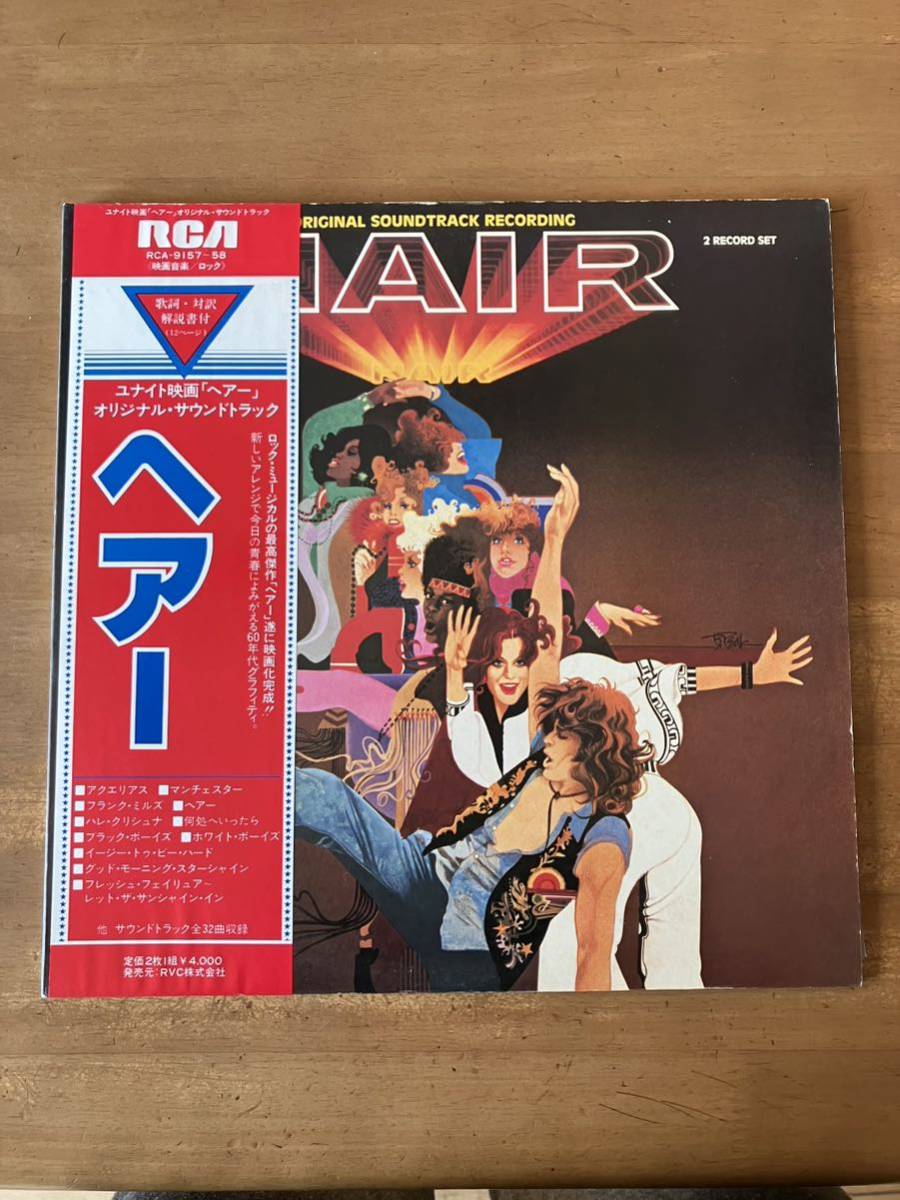 ユナイト映画「ヘアー」オリジナル・サウンドトラック
RCA
RCA-9157~58
〈映画音楽/ロック〉
歌詞・対訳
解説書付
(12ページ)
ユナイト映画「ヘアー」
オリジナル・サウンドトラック
ヘアー
ロック・ミュージカルの最高傑作「ヘアー」遂に映画化完成!!
新しいアレンジで今日の青春によみがえる60年代グラフィティ。
■アクエリアス ■マンチェスター
■フランク・ミルズ ■ヘアー
■ハレ・クリシュナ ■何処へいったら
■ブラック・ボーイズ ■ホワイト・ボーイズ
■イージー・トゥ・ビー・ハード
■グッド・モーニング・スターシャイン
■フレッシュ・フェイリュアー~
レット・ザ・サンシャイン・イン
他 サウンドトラック全32曲収録
定価2枚1組¥4,000
発売元:RVC株式会社
ORIGINAL SOUNDTRACK RECORDING
HAIR
2 RECORD SET